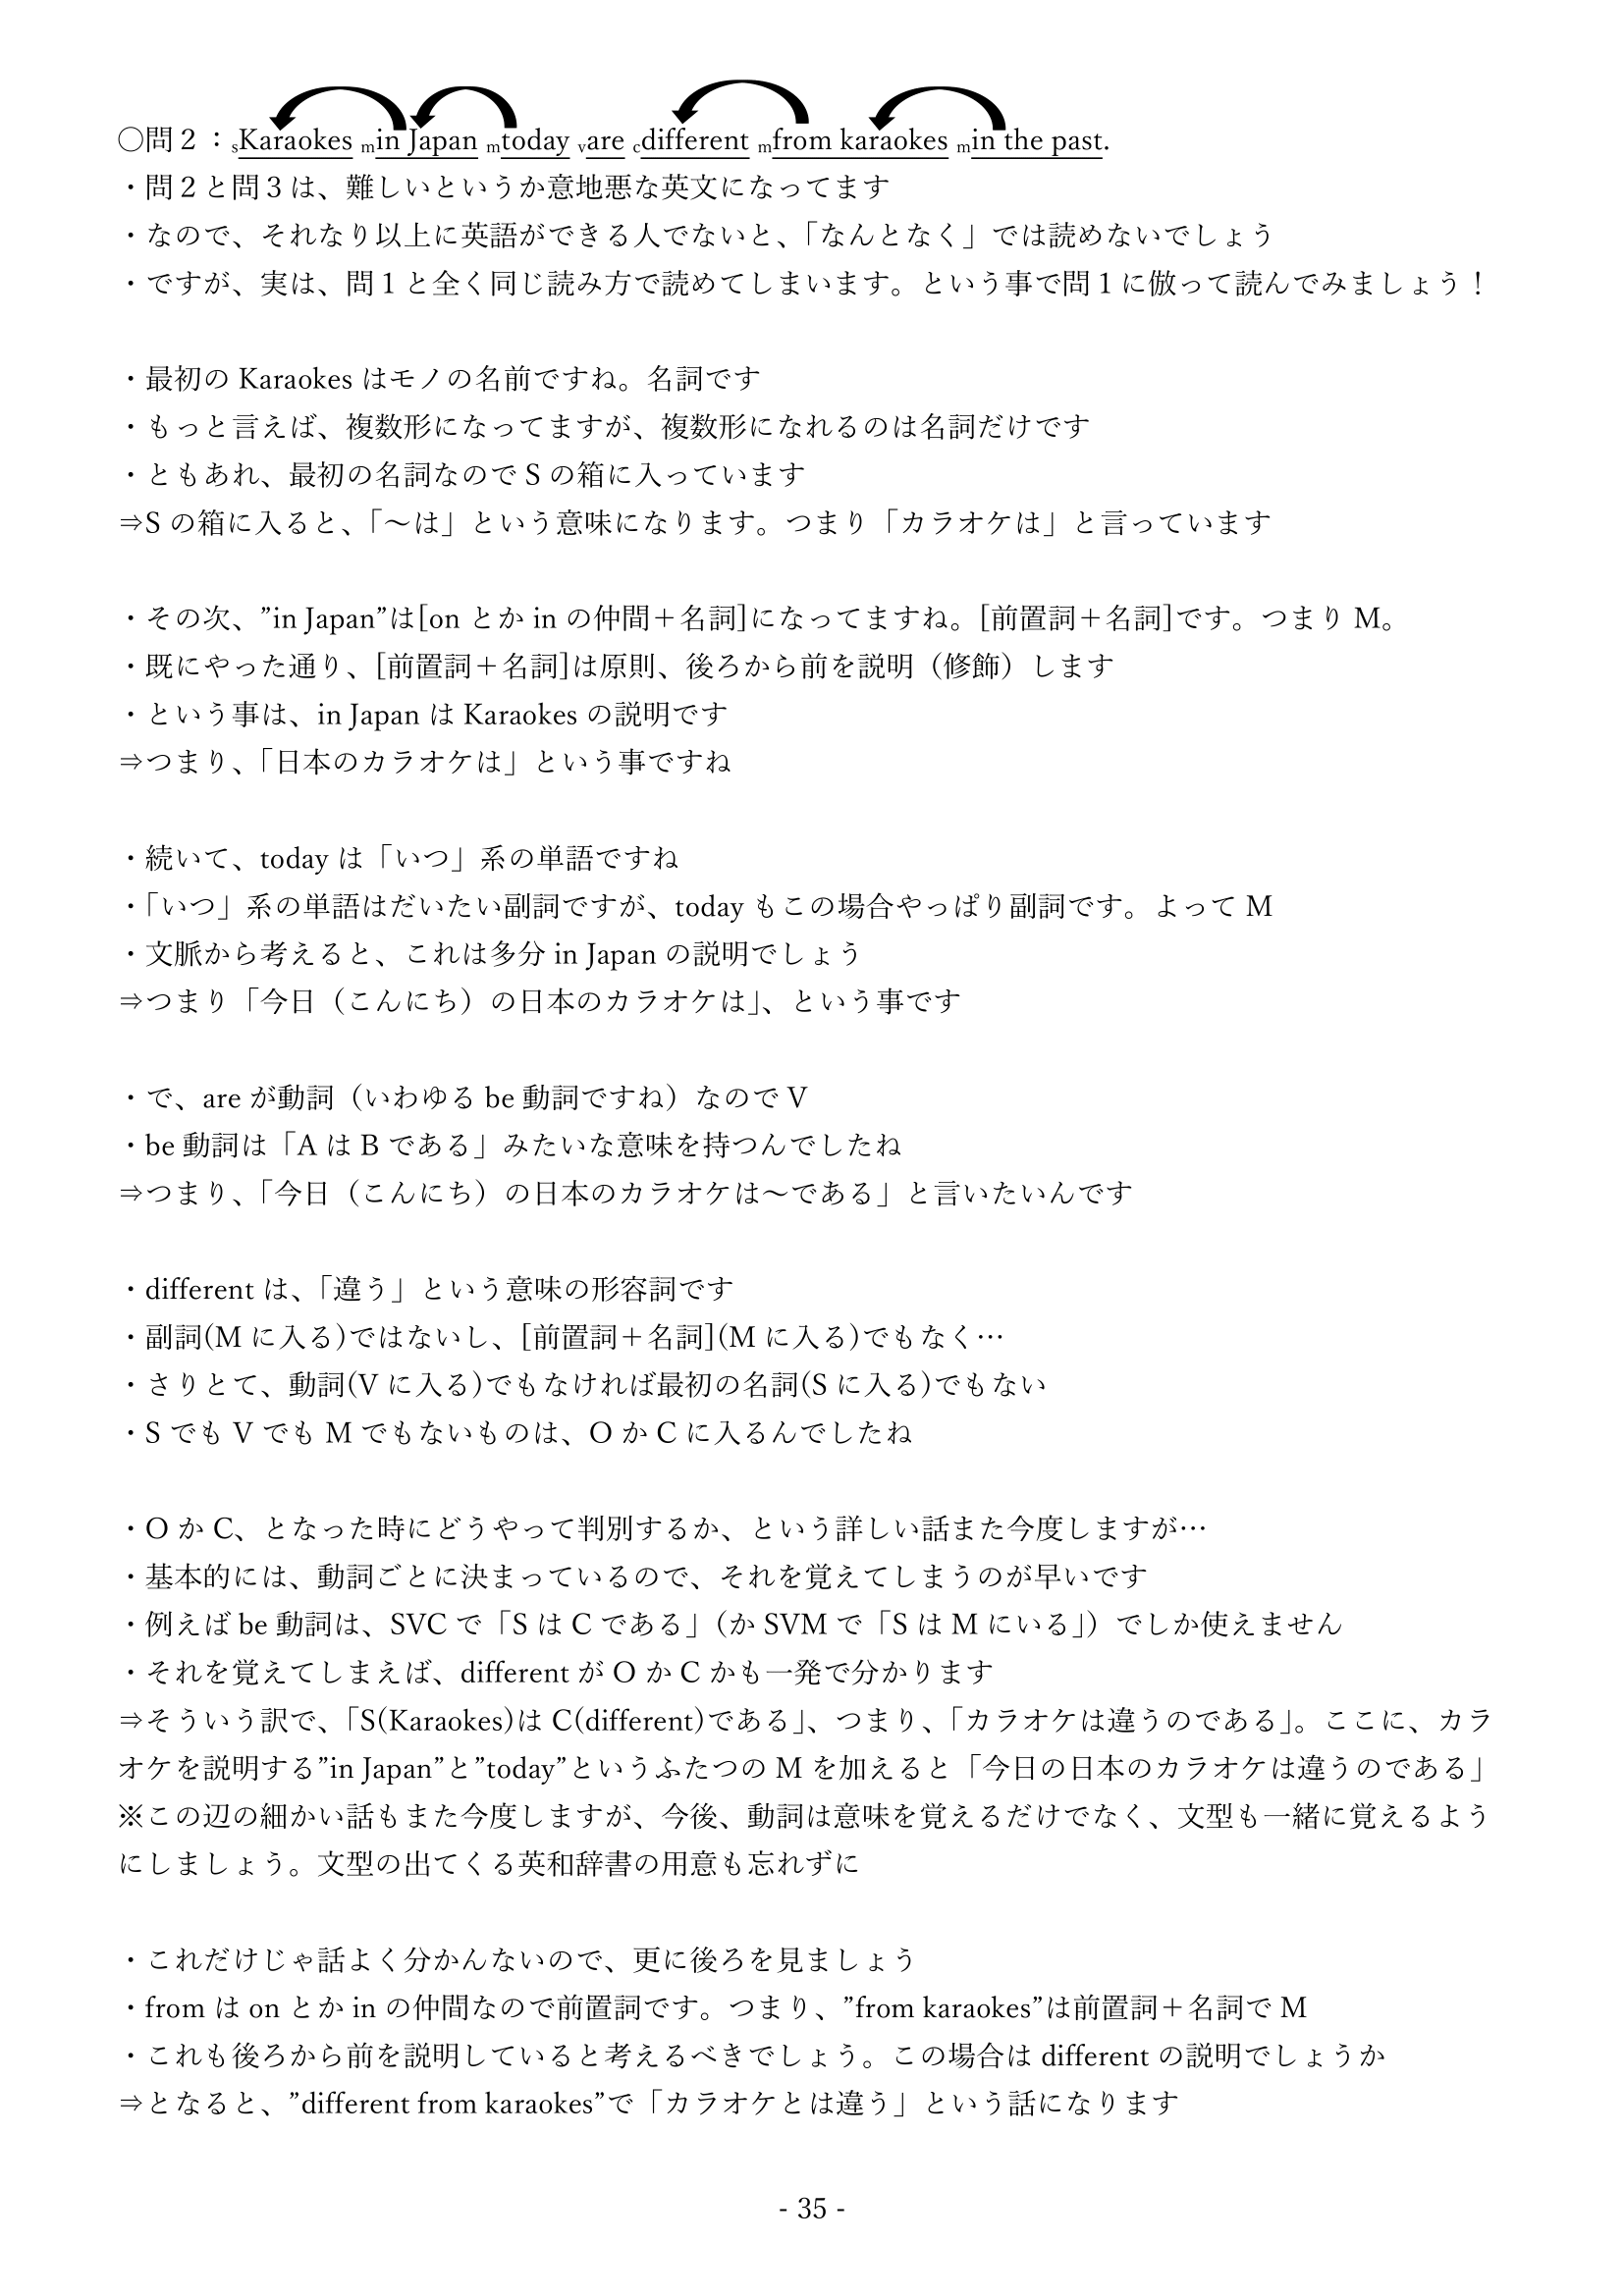 〇問２：sKaraokes min Japan mtoday vare cdifferent mfrom karaokes min the past.
・問２と問３は、難しいというか意地悪な英文になってます
・なので、それなり以上に英語ができる人でないと、「なんとなく」では読めないでしょう
・ですが、実は、問１と全く同じ読み方で読めてしまいます。という事で問１に倣って読んでみましょう！
・最初の Karaokes はモノの名前ですね。名詞です
・もっと言えば、複数形になってますが、複数形になれるのは名詞だけです
・ともあれ、最初の名詞なので S の箱に入っています
⇒S の箱に入ると、「～は」という意味になります。つまり「カラオケは」と言っています
・その次、”in Japan”は[on とか in の仲間＋名詞]になってますね。[前置詞＋名詞]です。つまり M。
・既にやった通り、[前置詞＋名詞]は原則、後ろから前を説明（修飾）します
・という事は、in Japan は Karaokes の説明です
⇒つまり、「日本のカラオケは」という事ですね
・続いて、today は「いつ」系の単語ですね
・「いつ」系の単語はだいたい副詞ですが、today もこの場合やっぱり副詞です。よって M
・文脈から考えると、これは多分 in Japan の説明でしょう
⇒つまり「今日（こんにち）の日本のカラオケは」、という事です
・で、are が動詞（いわゆる be 動詞ですね）なので V
・be 動詞は「A は B である」みたいな意味を持つんでしたね
⇒つまり、「今日（こんにち）の日本のカラオケは～である」と言いたいんです
・different は、「違う」という意味の形容詞です
・副詞(M に入る)ではないし、[前置詞＋名詞](M に入る)でもなく…
・さりとて、動詞(V に入る)でもなければ最初の名詞(S に入る)でもない
・S でも V でも M でもないものは、O か C に入るんでしたね
・O か C、となった時にどうやって判別するか、という詳しい話また今度しますが…
・基本的には、動詞ごとに決まっているので、それを覚えてしまうのが早いです
・例えば be 動詞は、SVC で「S は C である」（か SVM で「S は M にいる」）でしか使えません
・それを覚えてしまえば、different が O か C かも一発で分かります
⇒そういう訳で、「S(Karaokes)は C(different)である」、つまり、「カラオケは違うのである」。ここに、カラ
オケを説明する”in Japan”と”today”というふたつの M を加えると「今日の日本のカラオケは違うのである」
※この辺の細かい話もまた今度しますが、今後、動詞は意味を覚えるだけでなく、文型も一緒に覚えるよう
にしましょう。文型の出てくる英和辞書の用意も忘れずに
・これだけじゃ話よく分かんないので、更に後ろを見ましょう
・from は on とか in の仲間なので前置詞です。つまり、”from karaokes”は前置詞＋名詞で M
・これも後ろから前を説明していると考えるべきでしょう。この場合は different の説明でしょうか
⇒となると、”different from karaokes”で「カラオケとは違う」という話になります
- 35 -